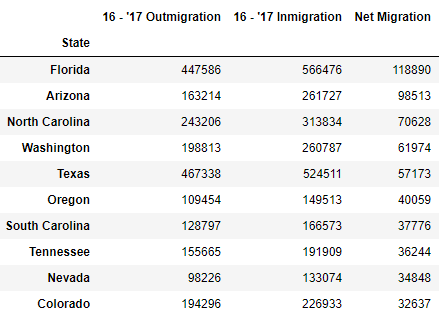 16 - '17 Outmigration 16 - '17 Inmigration Net Migration
State
Florida 447586 566476 118890
Arizona 163214 261727 98513
North Carolina 243206 313834 70628
Washington 198813 260787 61974
Texas 467338 524511 57173
Oregon 109454 149513 40059
South Carolina 128797 166573 37776
Tennessee 155665 191909 36244
Nevada 98226 133074 34848
Colorado 194296 226933 32637